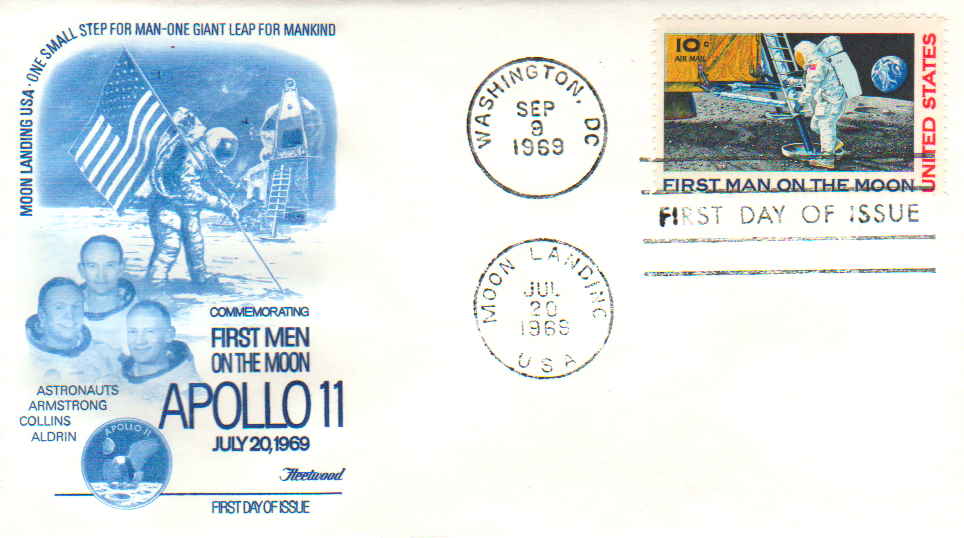 MOON LANDING USA · ONE SMALL STEP FOR MAN-ONE GIANT LEAP FOR MANKIND
COMMEMORATING
FIRST MEN
ON THE MOON
APOLLO 11
JULY 20, 1969
ASTRONAUTS
ARMSTRONG
COLLINS
ALDRIN
APOLLO 11
Fleetwood
FIRST DAY OF ISSUE
WASHINGTON, DC
SEP
9
1969
MOON LANDING
JUL
20
1969
USA
10c
AIR MAIL
UNITED STATES
FIRST MAN ON THE MOON
FIRST DAY OF ISSUE